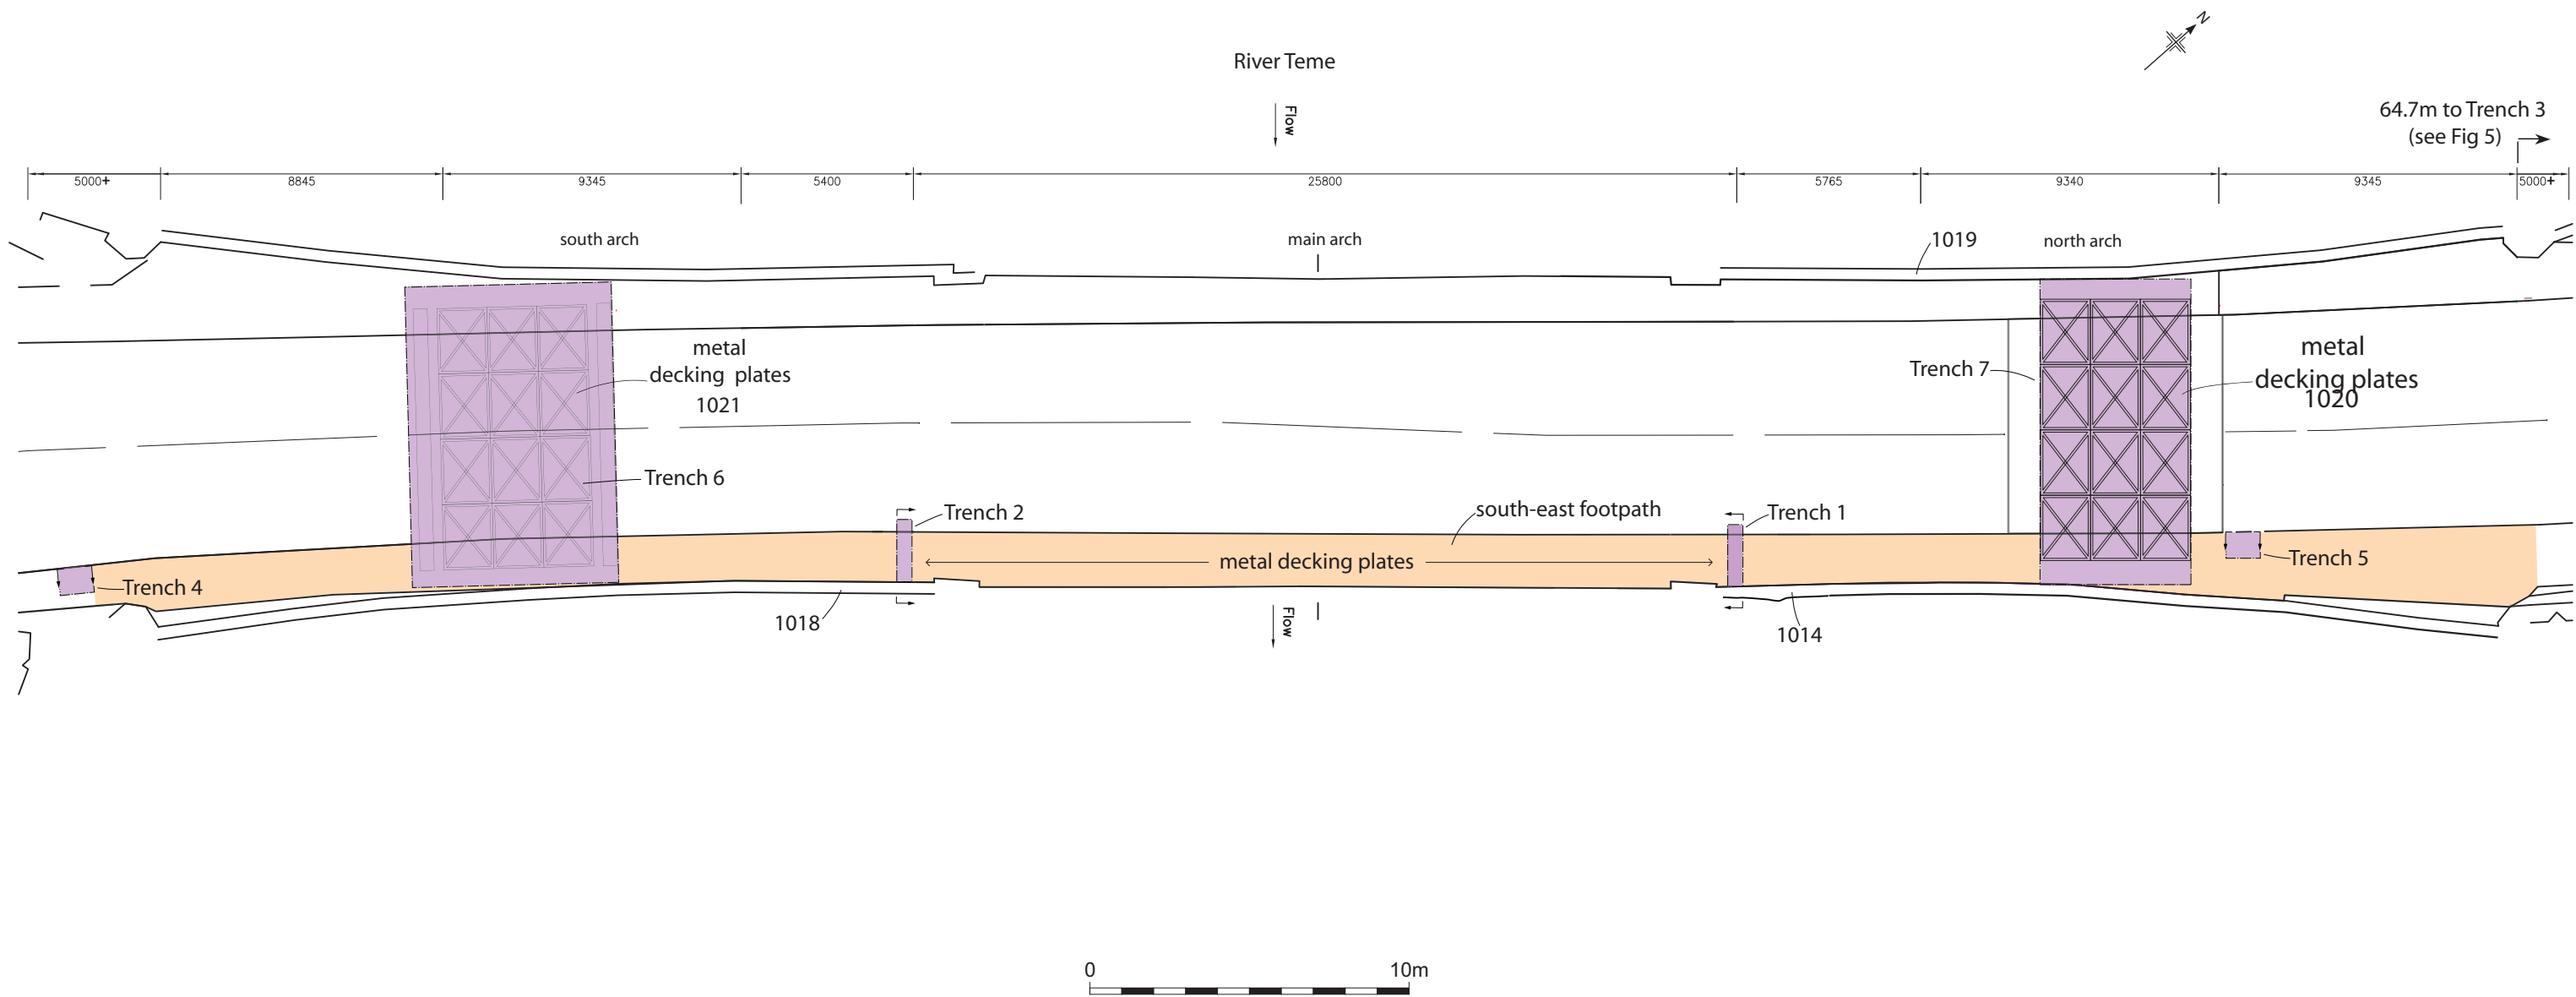 N
River Teme
Flow
64.7m to Trench 3
(see Fig 5)
5000+
8845
9345
5400
25800
5765
9340
9345
5000+
south arch
main arch
1019
north arch
metal
decking plates
1021
Trench 7
metal
decking plates
1020
Trench 6
Trench 2
south-east footpath
Trench 1
metal decking plates
Trench 5
Trench 4
1018
Flow
1014
0
10m